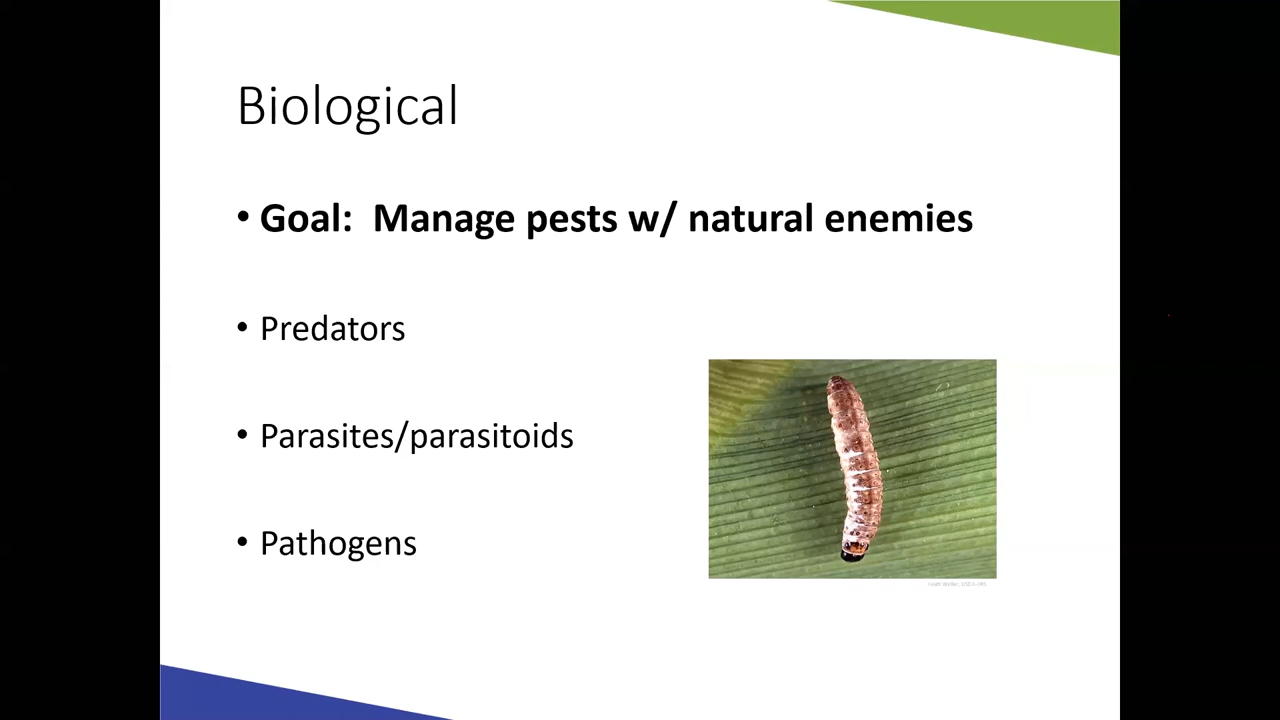 Biological
• Goal: Manage pests w/ natural enemies
• Predators
• Parasites/parasitoids
• Pathogens